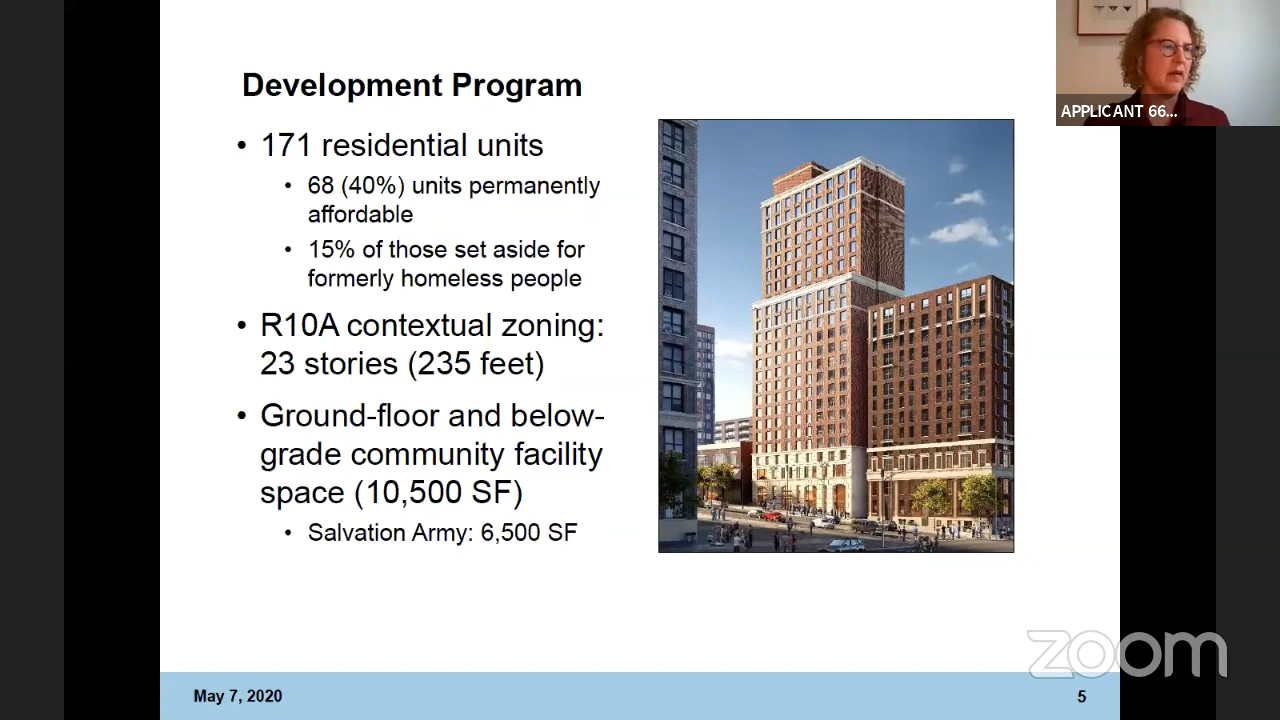 Development Program
• 171 residential units
• 68 (40%) units permanently
affordable
• 15% of those set aside for
formerly homeless people
• R10A contextual zoning:
23 stories (235 feet)
• Ground-floor and below-
grade community facility
space (10,500 SF)
• Salvation Army: 6,500 SF
APPLICANT 66...
zoom
May 7, 2020
5